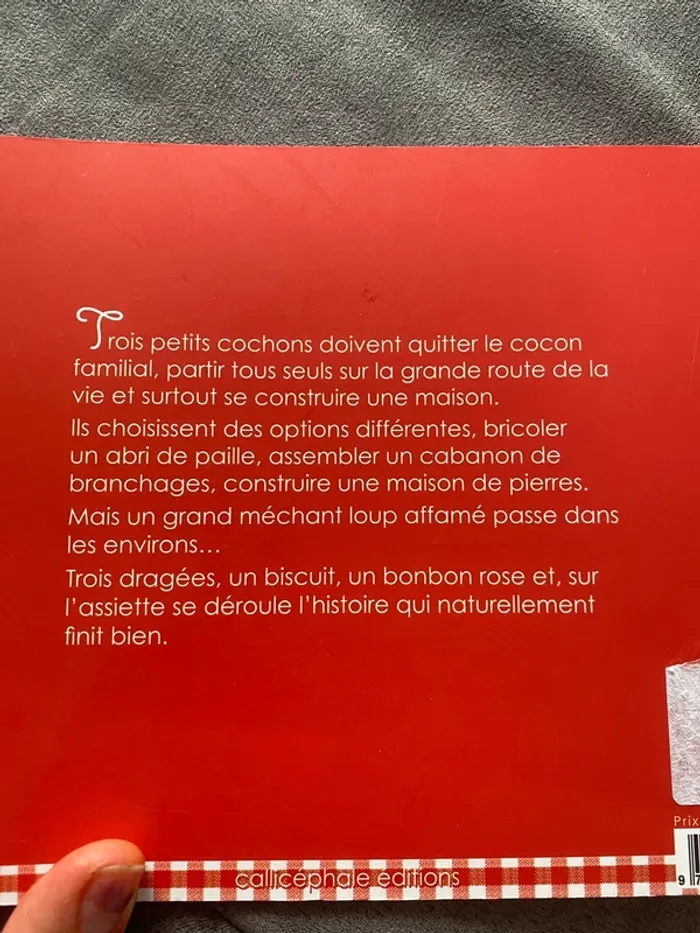 Trois petits cochons doivent quitter le cocon
familial, partir tous seuls sur la grande route de la
vie et surtout se construire une maison.
Ils choisissent des options différentes, bricoler
un abri de paille, assembler un cabanon de
branchages, construire une maison de pierres.
Mais un grand méchant loup affamé passe dans
les environs...
Trois dragées, un biscuit, un bonbon rose et, sur
l'assiette se déroule l'histoire qui naturellement
finit bien.
Prix
9 7
callicéphale éditions